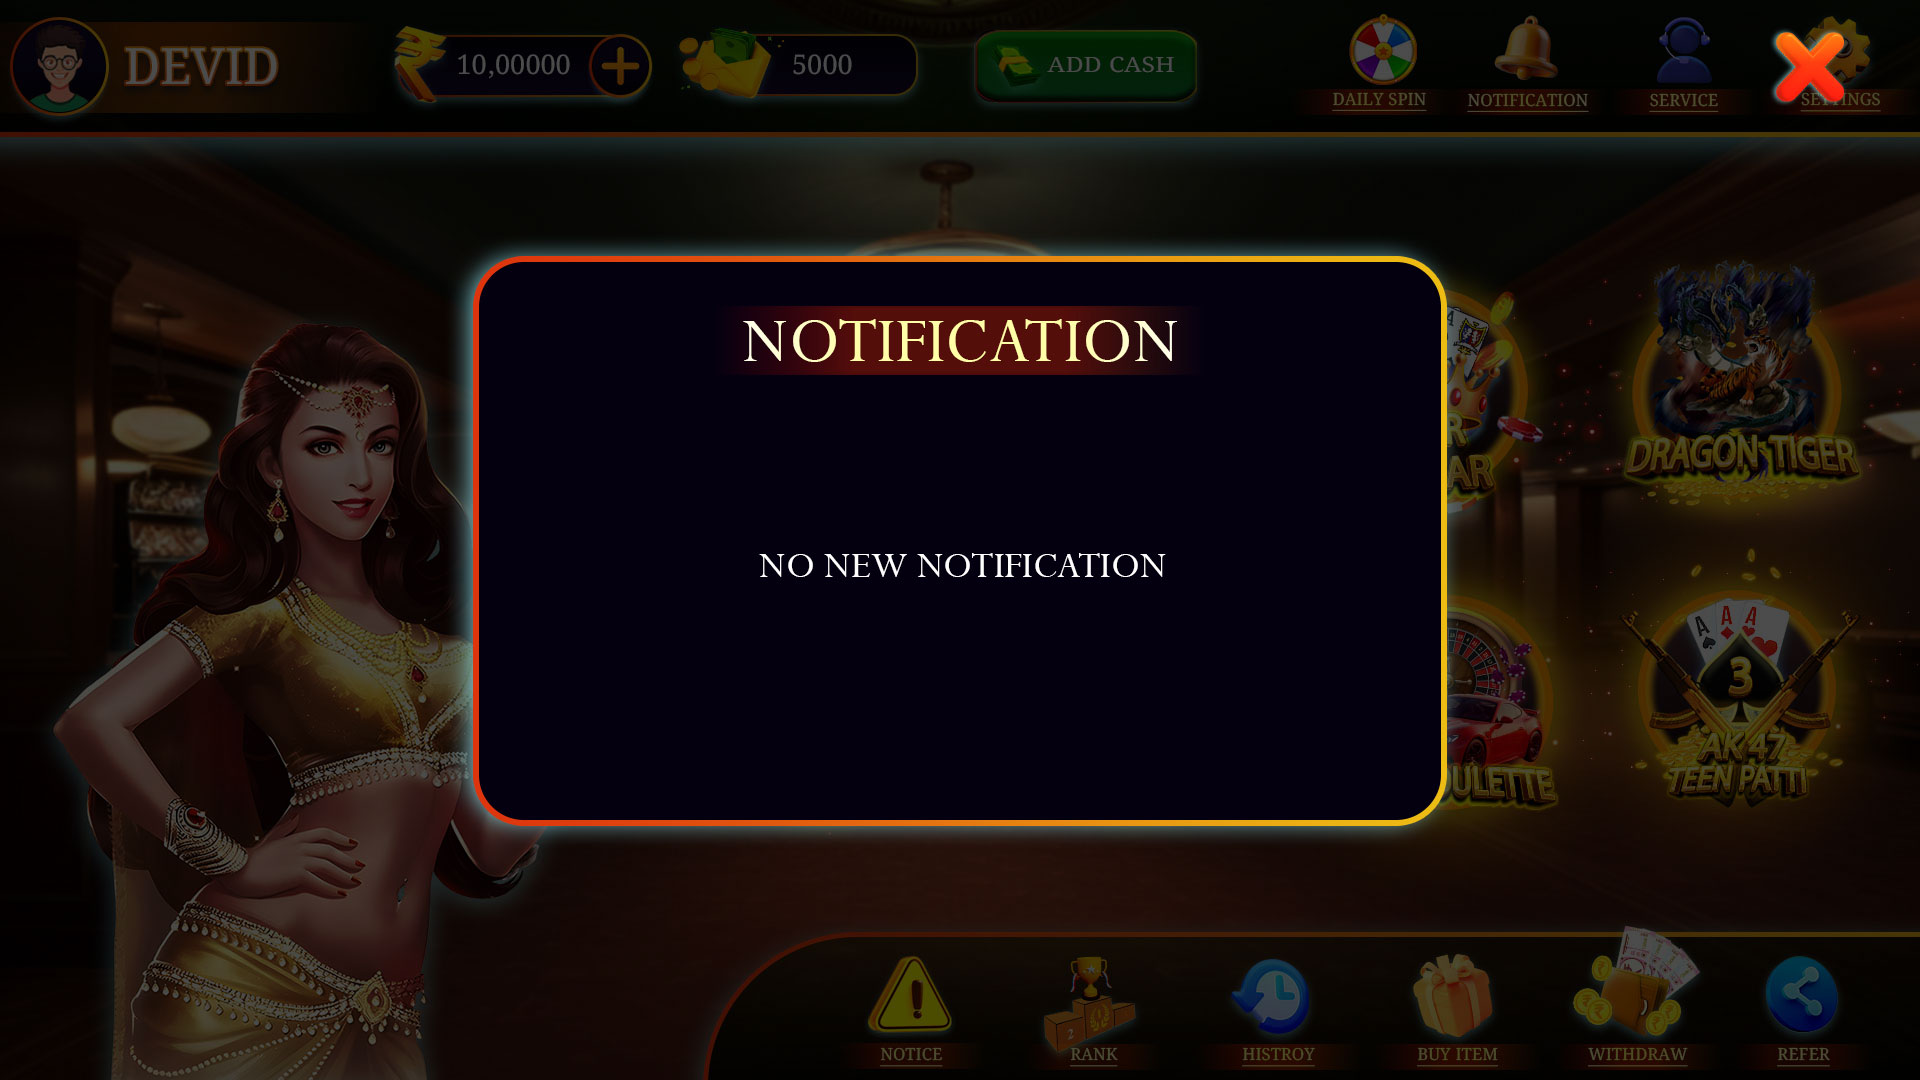 DEVID
10,00000
5000
ADD CASH
DAILY SPIN
NOTIFICATION
SERVICE
NOTIFICATION
NO NEW NOTIFICATION
DRAGON TIGER
A A A
3
AK 47
TEEN PATTI
NOTICE
RANK
HISTROY
BUY ITEM
WITHDRAW
REFER